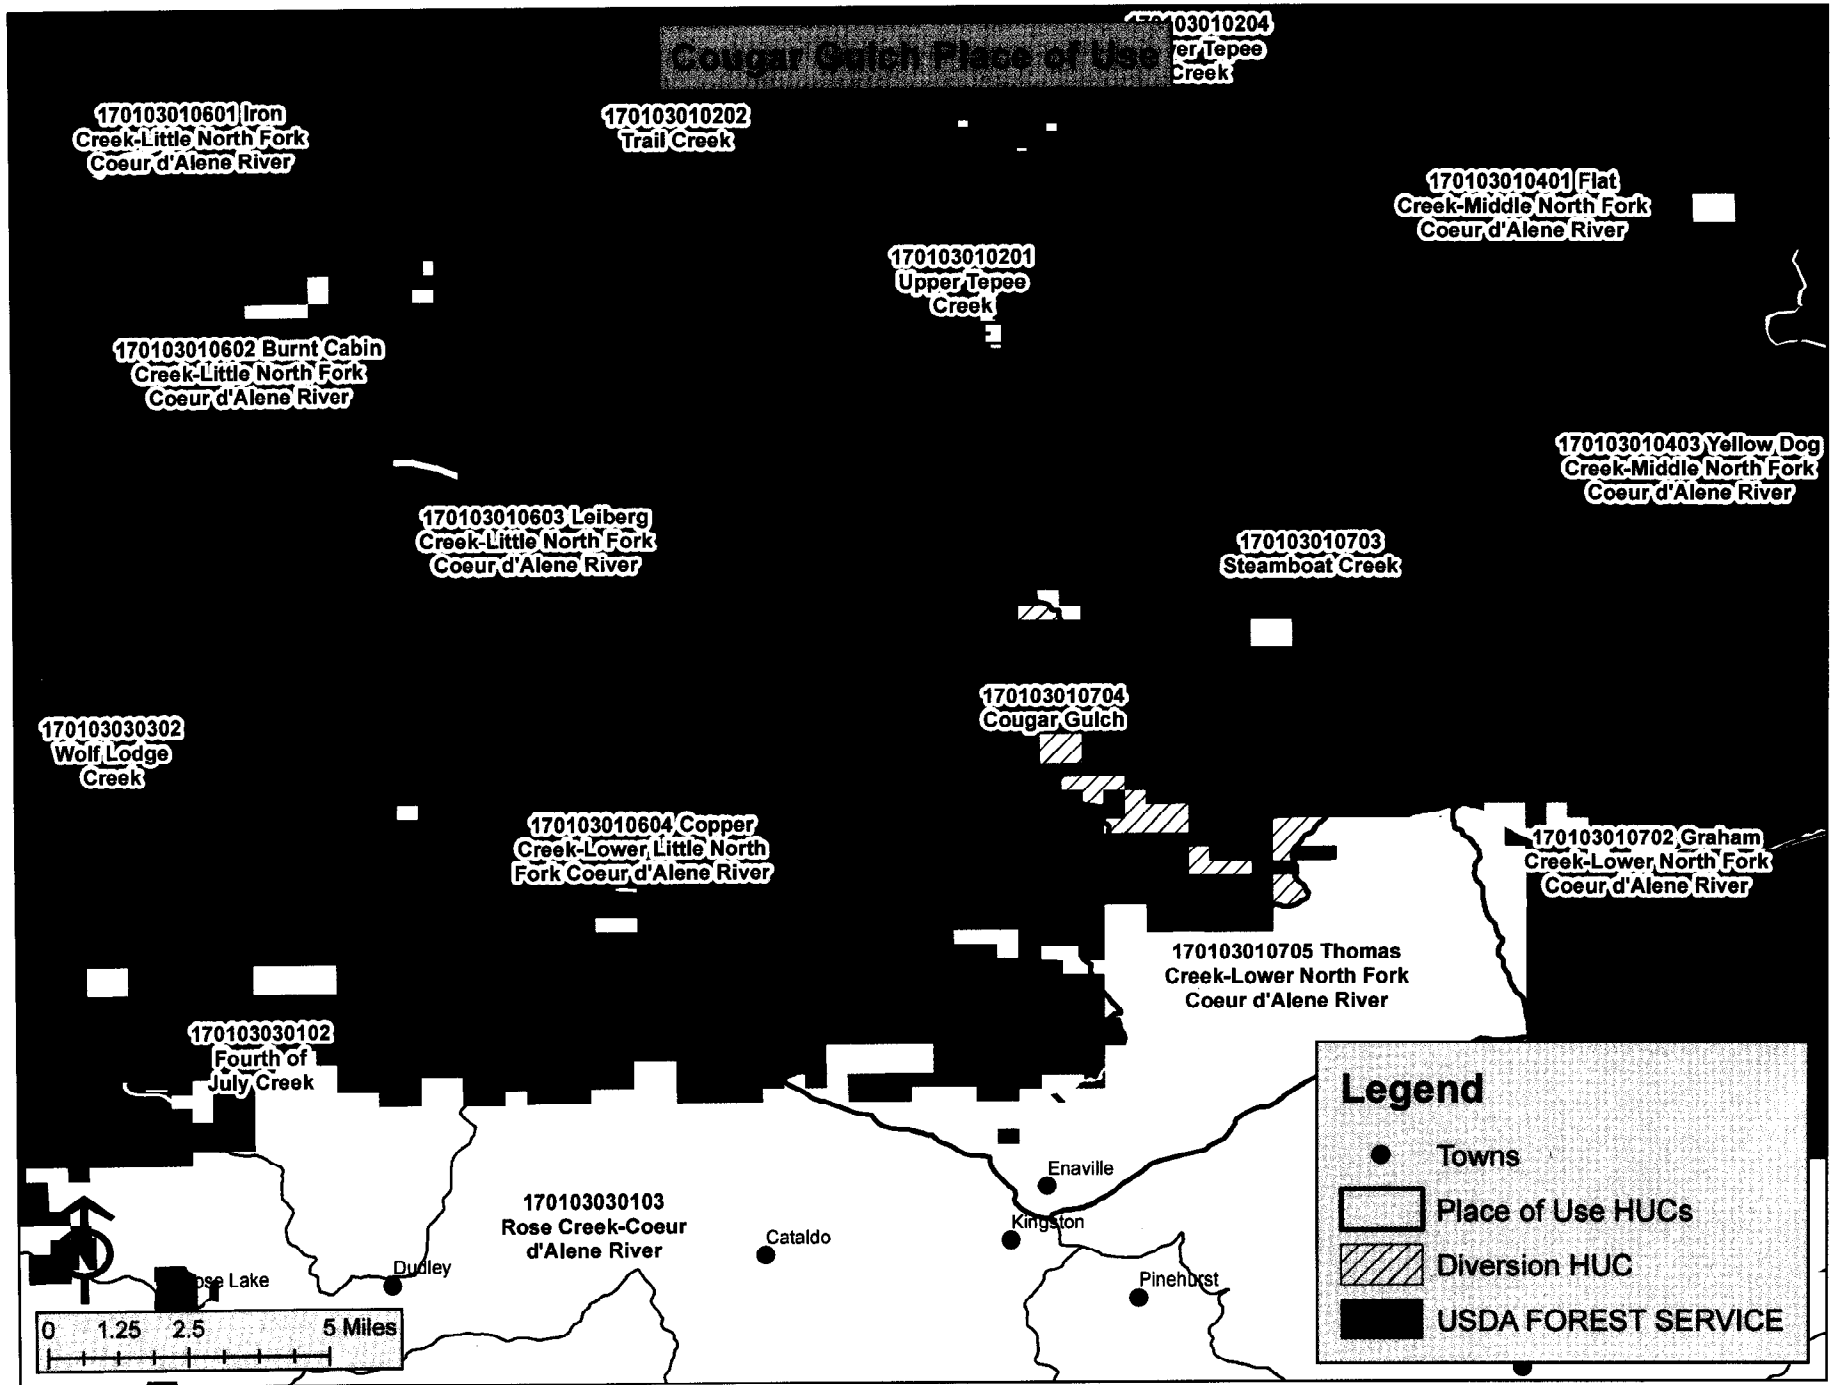 Cougar Gulch Place of Use
03010204
er Tepee
Creek
170103010601 Iron
Creek-Little North Fork
Coeur d'Alene River
170103010202
Trail Creek
170103010401 Flat
Creek-Middle North Fork
Coeur d'Alene River
170103010201
Upper Tepee
Creek
170103010602 Burnt Cabin
Creek-Little North Fork
Coeur d'Alene River
170103010403 Yellow Dog
Creek-Middle North Fork
Coeur d'Alene River
170103010603 Leiberg
Creek-Little North Fork
Coeur d'Alene River
170103010703
Steamboat Creek
170103010704
Cougar Gulch
170103030302
Wolf Lodge
Creek
170103010604 Copper
Creek-Lower Little North
Fork Coeur d'Alene River
170103010702 Graham
Creek-Lower North Fork
Coeur d'Alene River
170103010705 Thomas
Creek-Lower North Fork
Coeur d'Alene River
170103030102
Fourth of
July Creek
Enaville
170103030103
Rose Creek-Coeur
d'Alene River
Kingston
Cataldo
Dudley
ose Lake
Pinehurst
N
0 1.25 2.5 5 Miles
Legend
Towns
Place of Use HUCs
Diversion HUC
USDA FOREST SERVICE